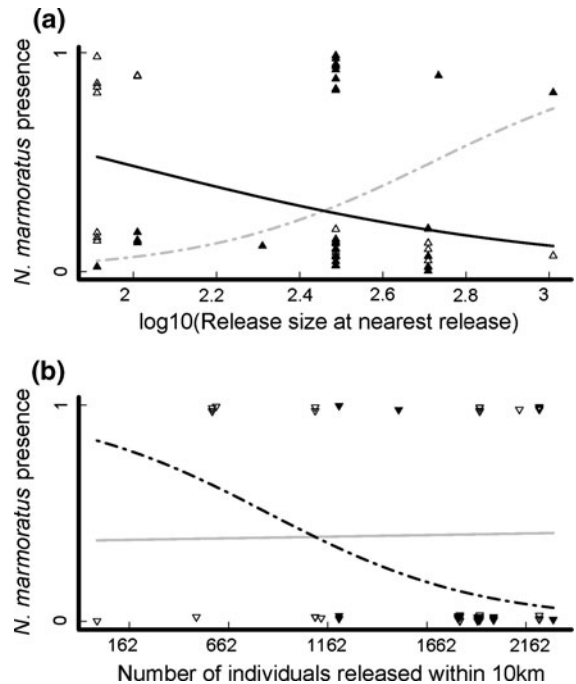 (a)
N. marmoratus presence
1
0
2 2.2 2.4 2.6 2.8 3
log10(Release size at nearest release)
(b)
N. marmoratus presence
1
0
162 662 1162 1662 2162
Number of individuals released within 10km